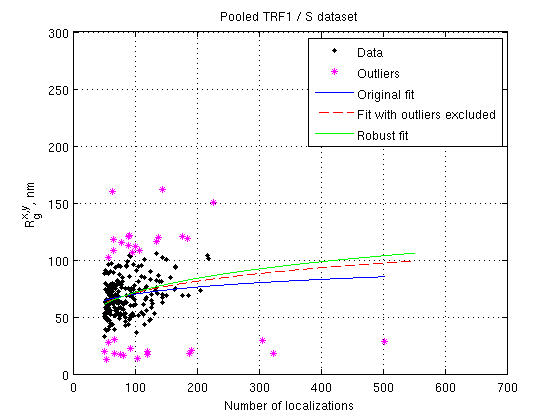 Pooled TRF1 / S dataset
300
250
200
150
100
50
0
Data
Outliers
Original fit
Fit with outliers excluded
Robust fit
R_g^{x,y}, nm
0 100 200 300 400 500 600 700
Number of localizations